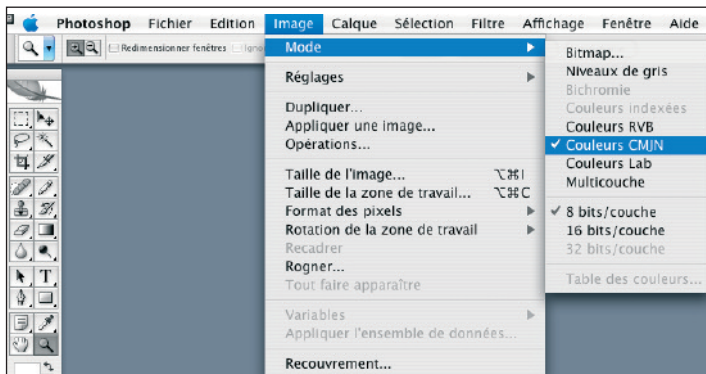 Photoshop Fichier Edition Image Calque Sélection Filtre Affichage Fenêtre Aide
Redimensionner fenêtres
Mode
Réglages
Dupliquer...
Appliquer une image...
Opérations...
Taille de l'image... ⌥⌘I
Taille de la zone de travail... ⌥⌘C
Format des pixels
Rotation de la zone de travail
Recadrer
Rogner...
Tout faire apparaître
Variables
Appliquer l'ensemble de données...
Recouvrement...
Bitmap...
Niveaux de gris
Bichromie
Couleurs indexées
Couleurs RVB
✓ Couleurs CMJN
Couleurs Lab
Multicouche
✓ 8 bits/couche
16 bits/couche
32 bits/couche
Table des couleurs...
T